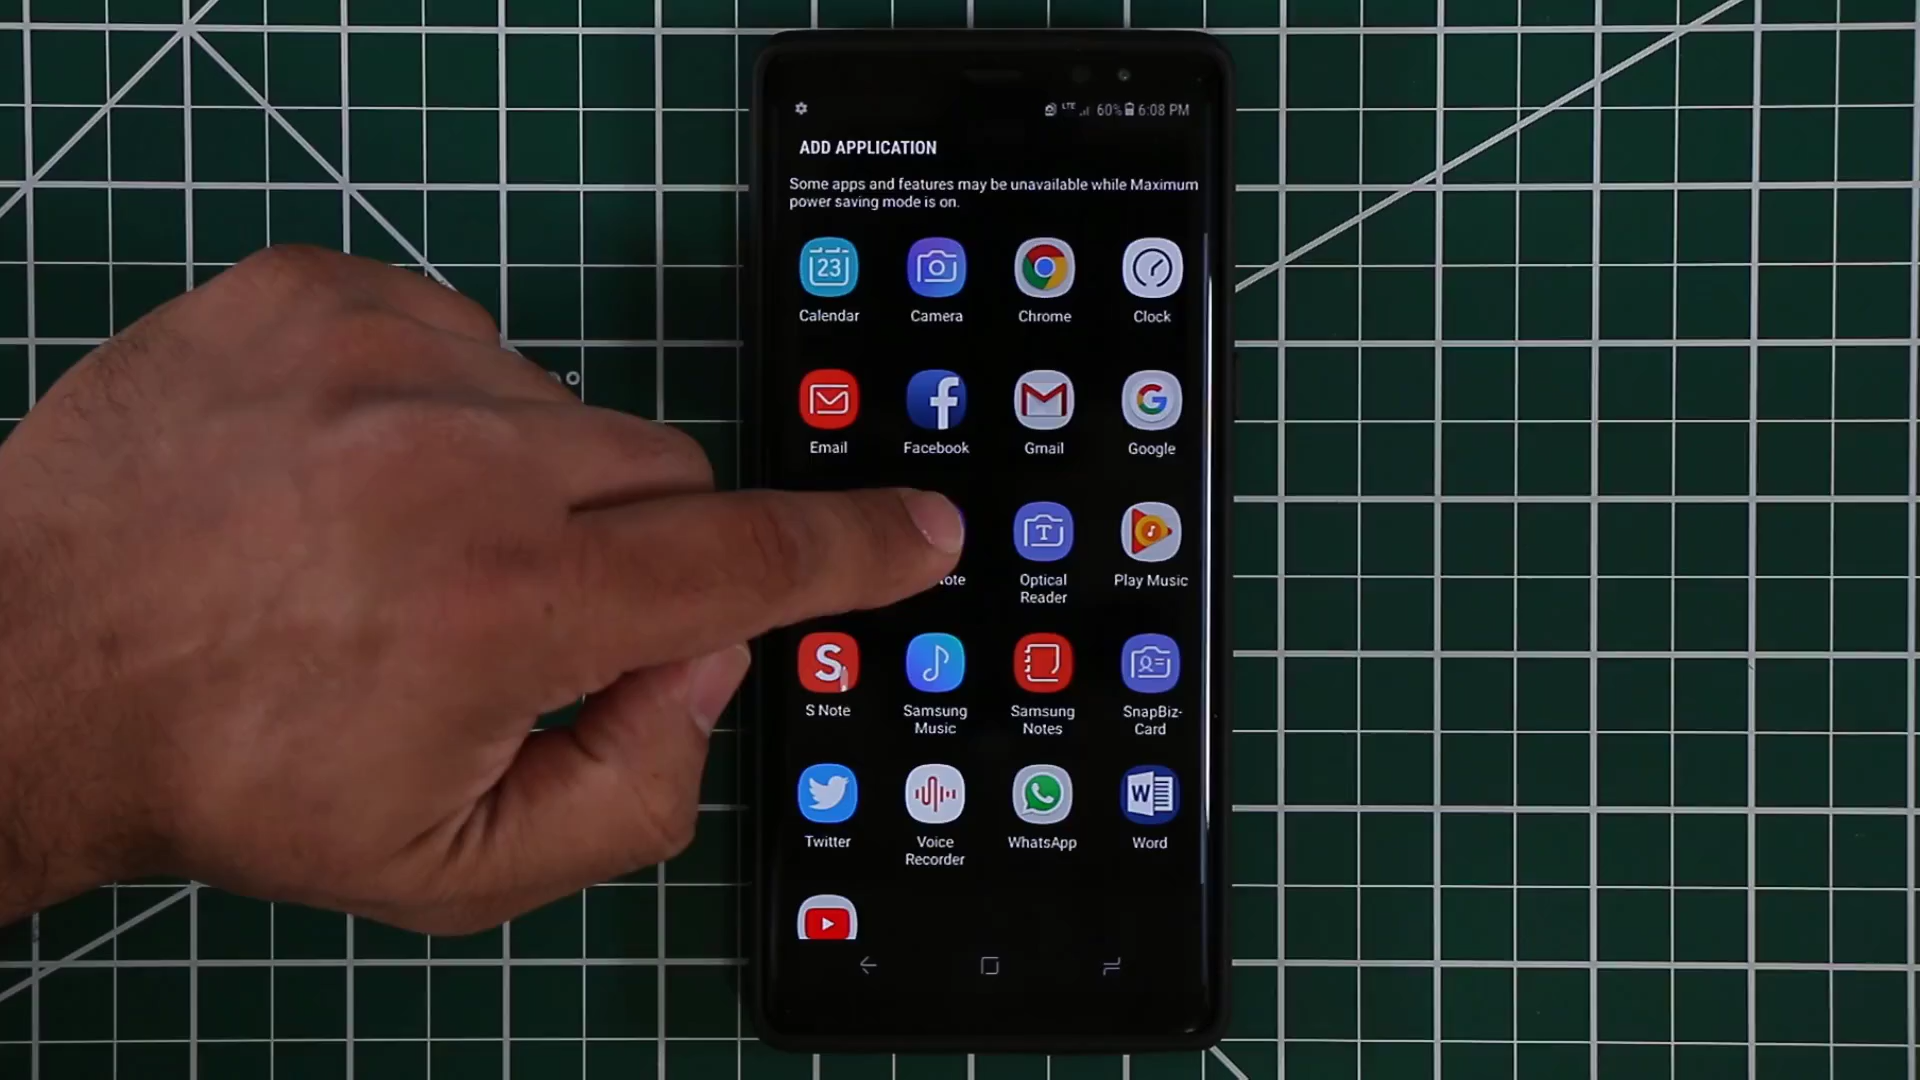 60% 6:08 PM
ADD APPLICATION
Some apps and features may be unavailable while Maximum
power saving mode is on.
23
Calendar Camera Chrome Clock
Email Facebook Gmail Google
T
Optical Play Music
Reader
S
S Note Samsung Samsung SnapBiz-
Music Notes Card
W
Twitter Voice WhatsApp Word
Recorder